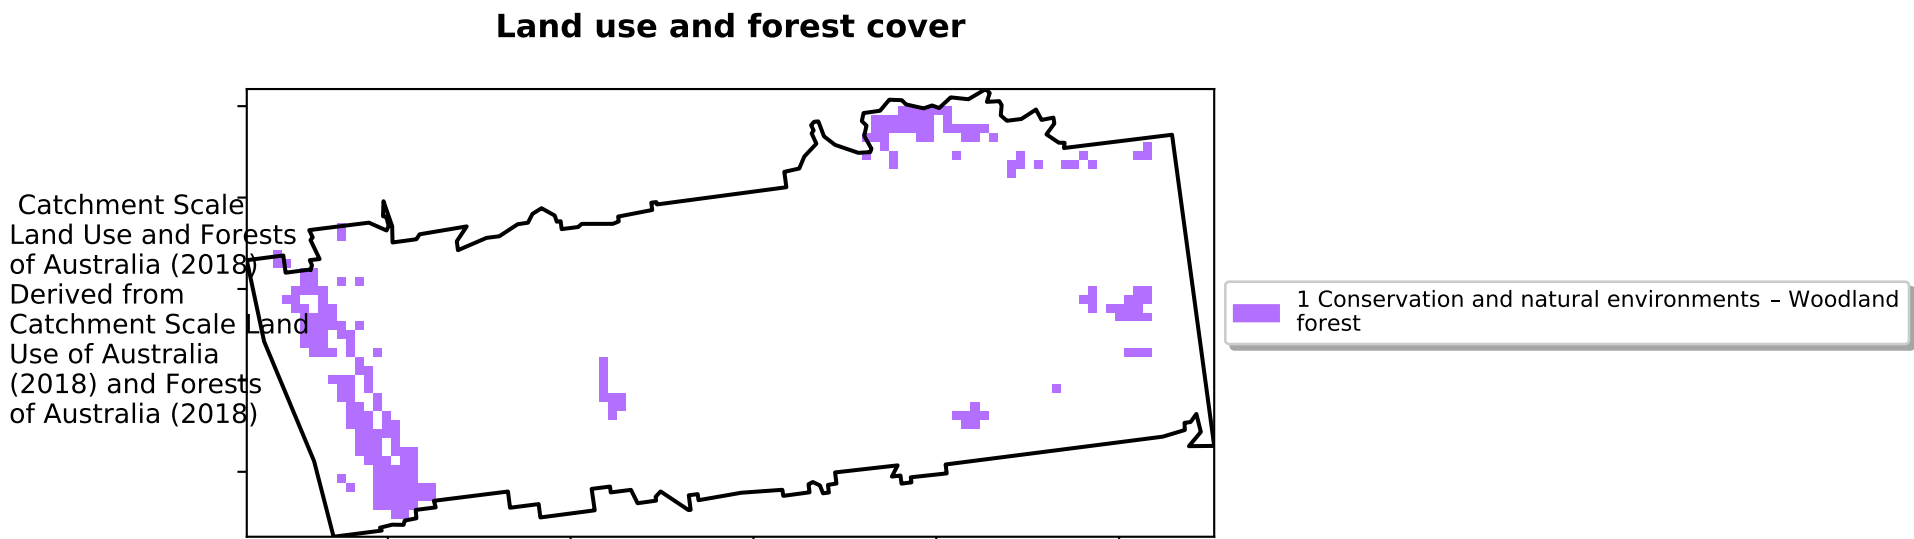 Land use and forest cover
Catchment Scale
Land Use and Forests
of Australia (2018)
Derived from
Catchment Scale Land
Use of Australia
(2018) and Forests
of Australia (2018)
1 Conservation and natural environments – Woodland
forest